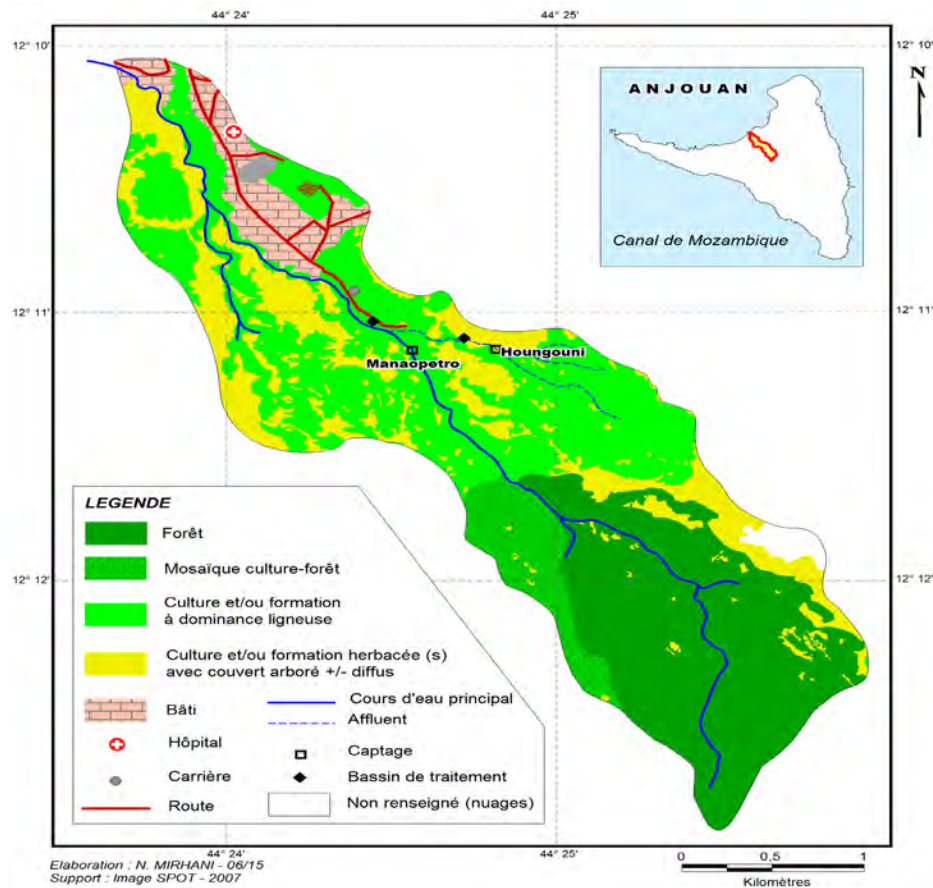 44° 24'
44° 25'
12° 10'
12° 10'
N
ANJOUAN
Canal de Mozambique
12° 11'
12° 11'
Houngouni
Manaopetro
LEGENDE
Forêt
Mosaïque culture-forêt
Culture et/ou formation
à dominance ligneuse
Culture et/ou formation herbacée (s)
avec couvert arboré +/- diffus
Bâti
Hôpital
Carrière
Route
Cours d'eau principal
Affluent
Captage
Bassin de traitement
Non renseigné (nuages)
12° 12'
12° 12'
44° 24'
44° 25'
Elaboration : N. MIRHANI - 06/15
Support : Image SPOT - 2007
0 0,5 1
Kilomètres